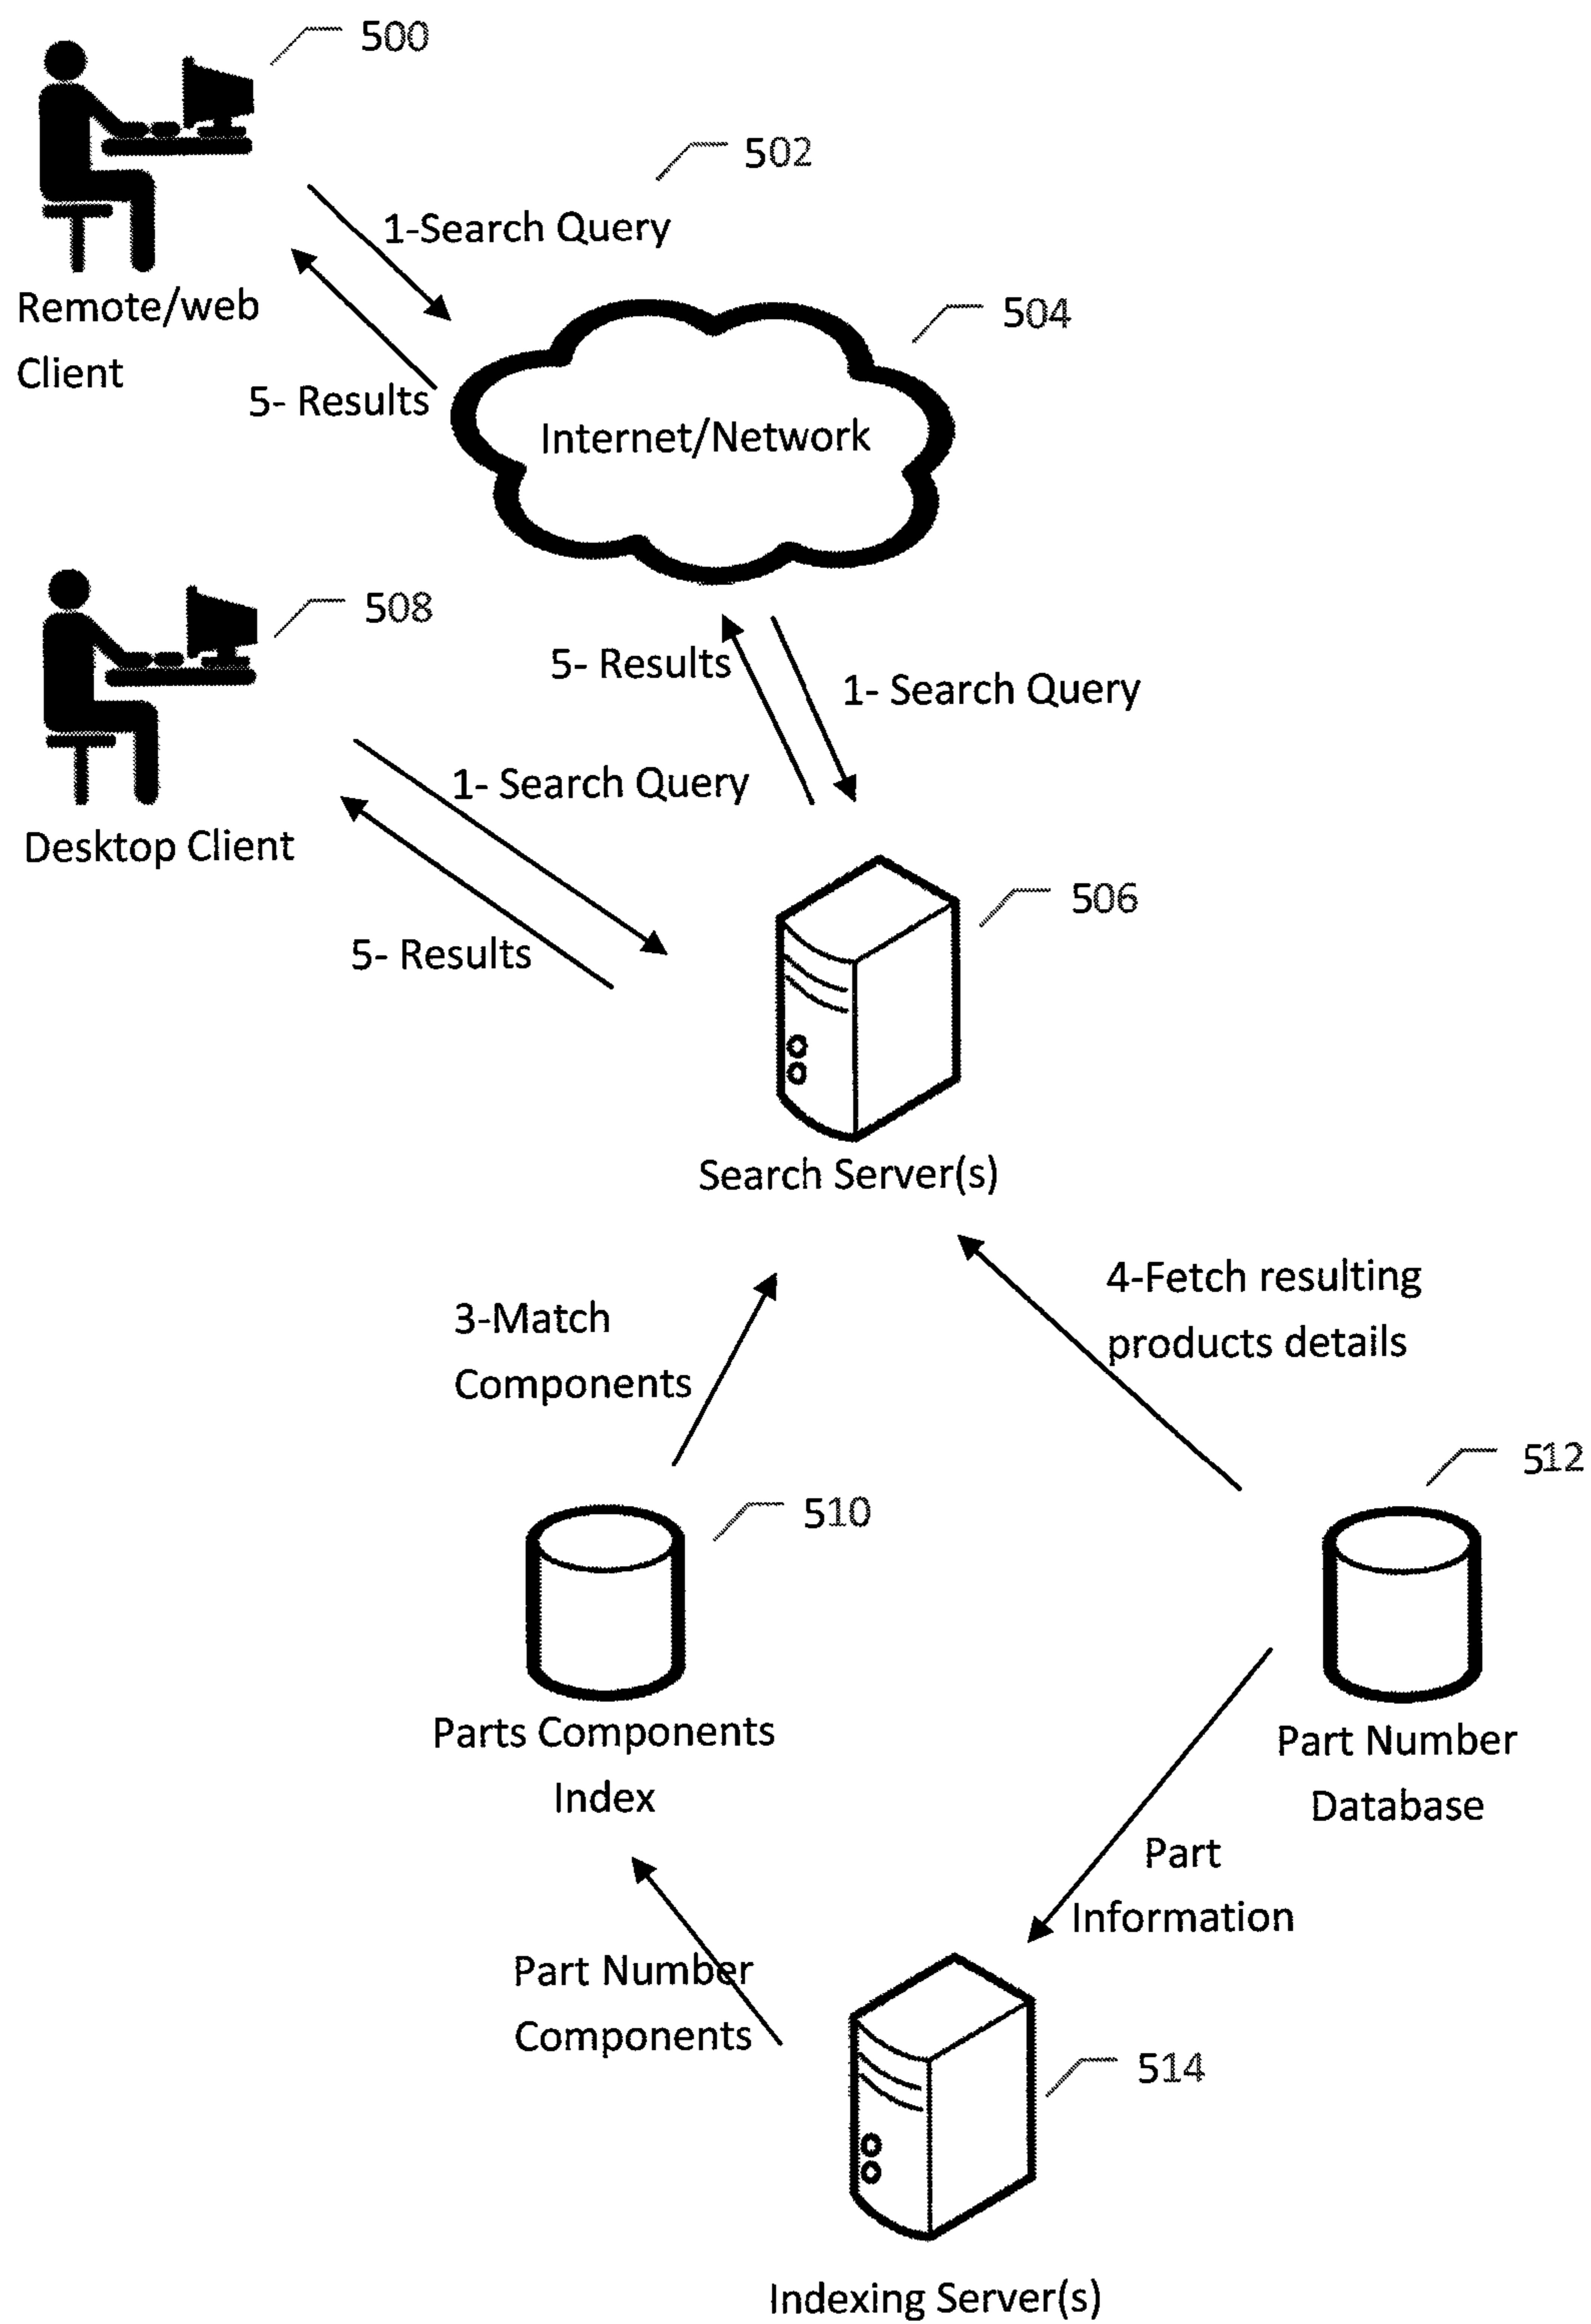 500
502
1-Search Query
Remote/web
Client
504
5- Results
Internet/Network
508
5- Results
1- Search Query
1- Search Query
Desktop Client
506
5- Results
Search Server(s)
4-Fetch resulting
products details
3-Match
Components
512
510
Parts Components
Index
Part Number
Database
Part
Information
Part Number
Components
514
Indexing Server(s)